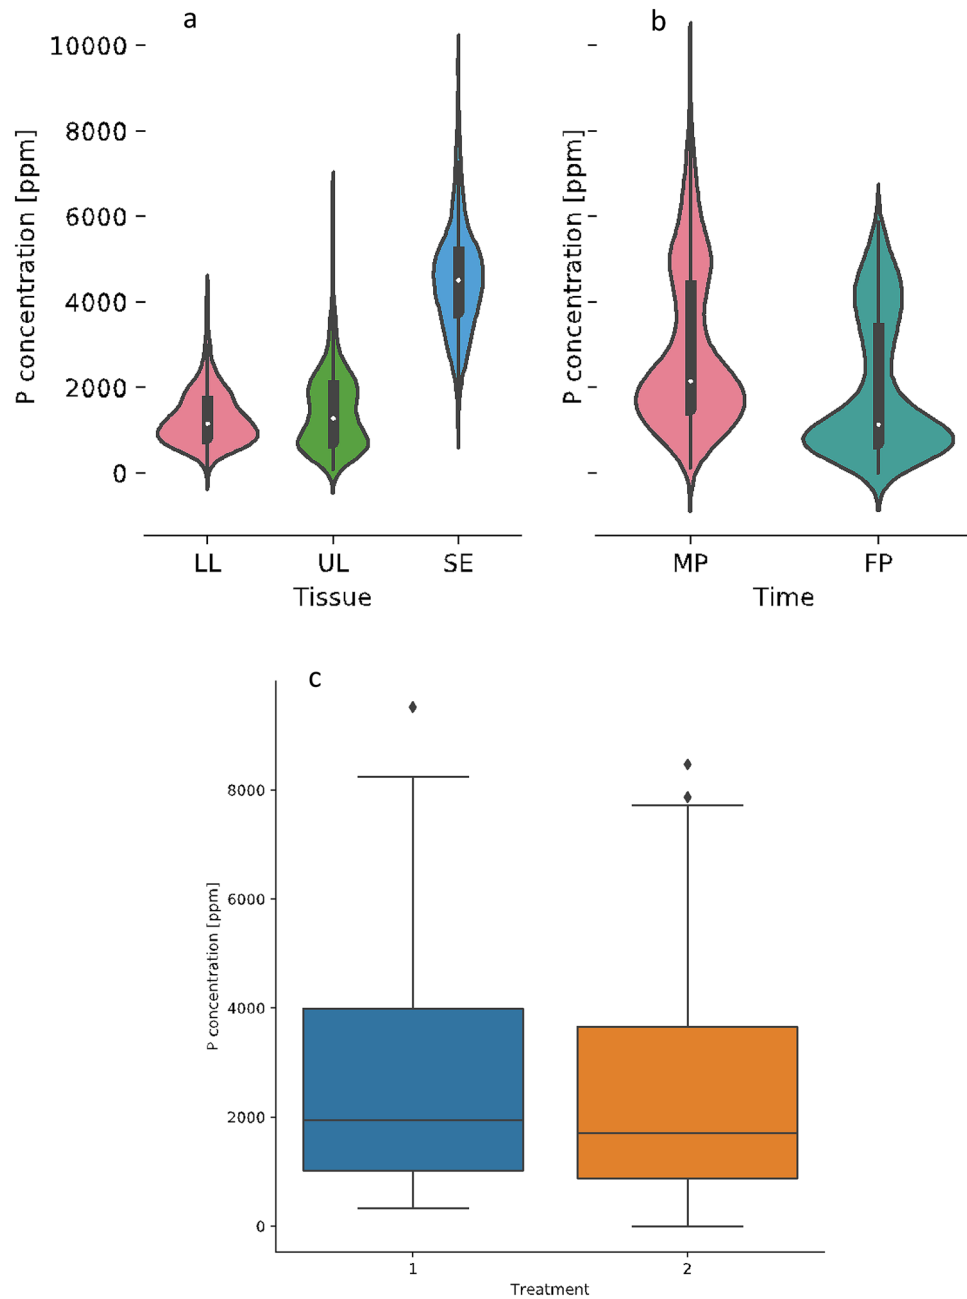 a
10000
8000
6000
4000
2000
0
P concentration [ppm]
LL UL SE
Tissue
b
P concentration [ppm]
MP FP
Time
c
8000
6000
4000
2000
0
P concentration [ppm]
1 2
Treatment